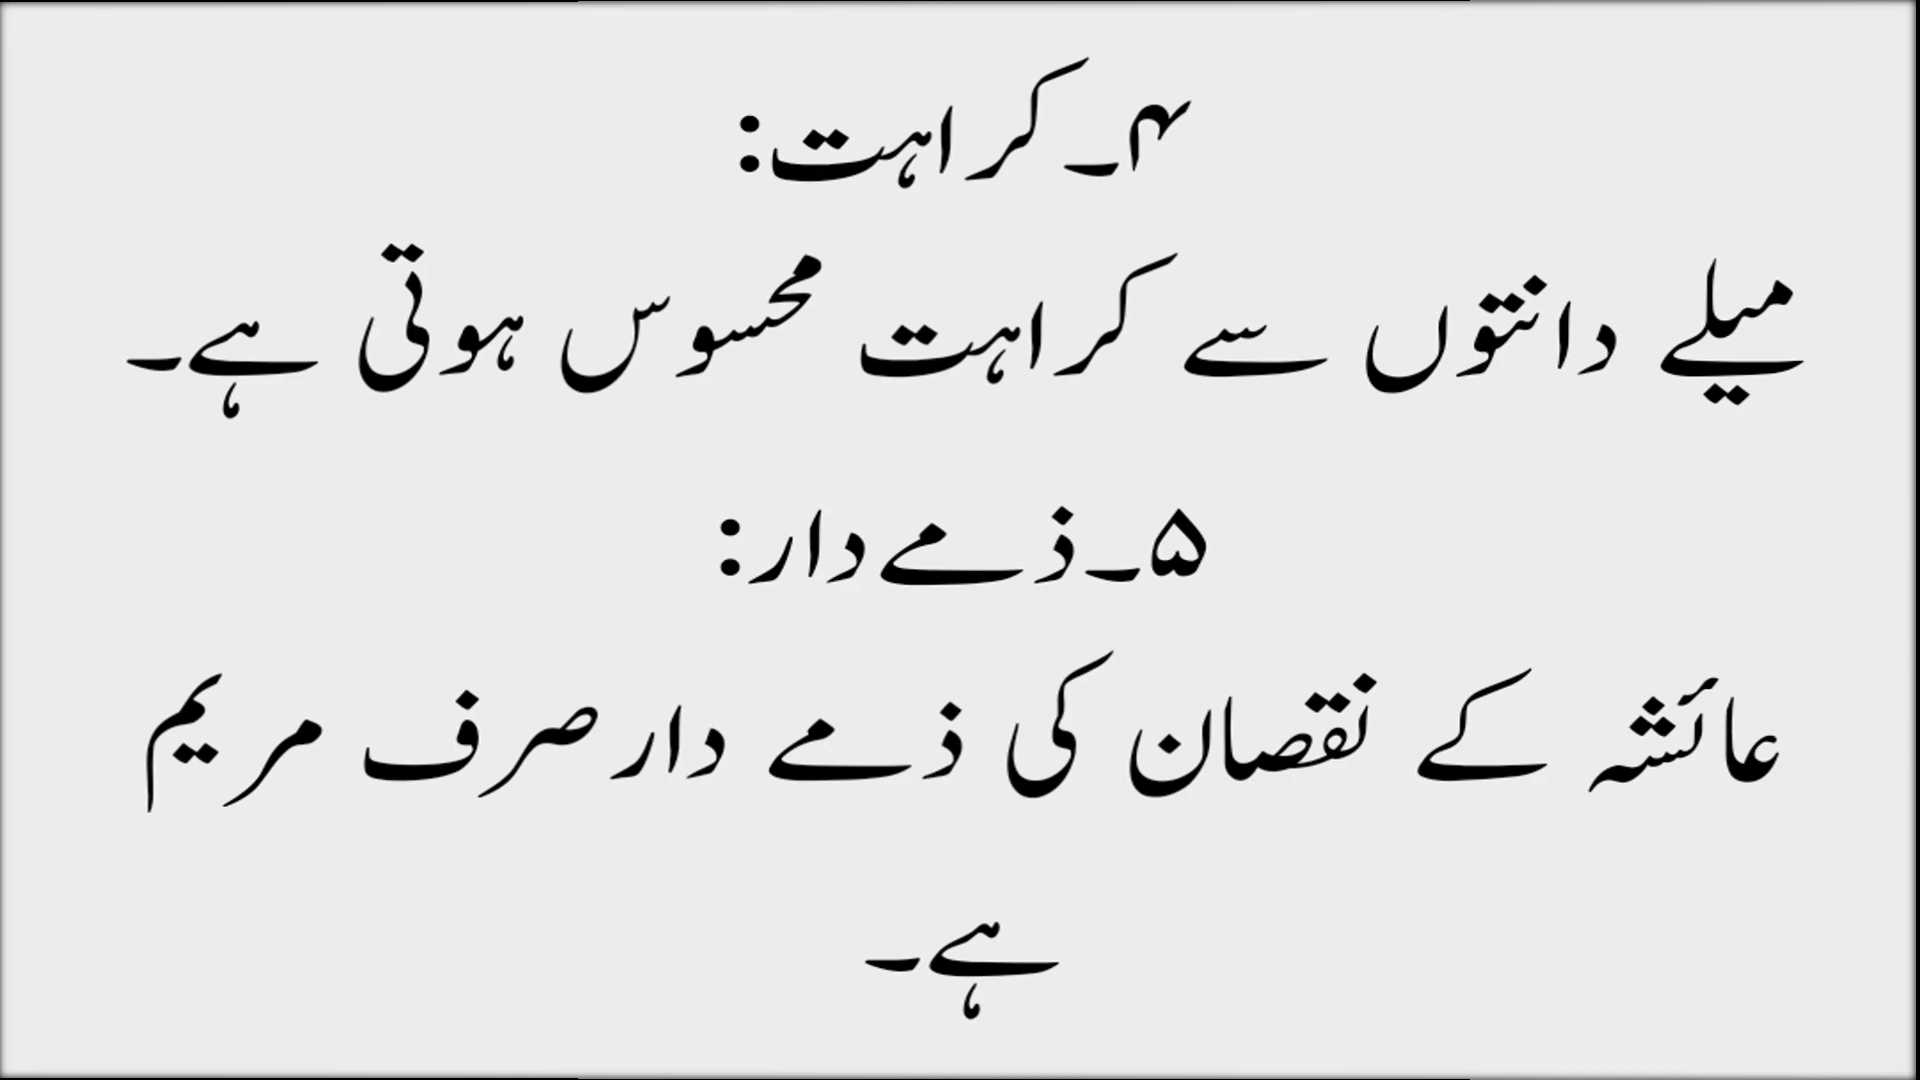 ۴۔کراہت:
میلے دانتوں سے کراہت محسوس ہوتی ہے۔
۵۔ذمے دار:
عائشہ کے نقصان کی ذمے دار صرف مریم
ہے۔